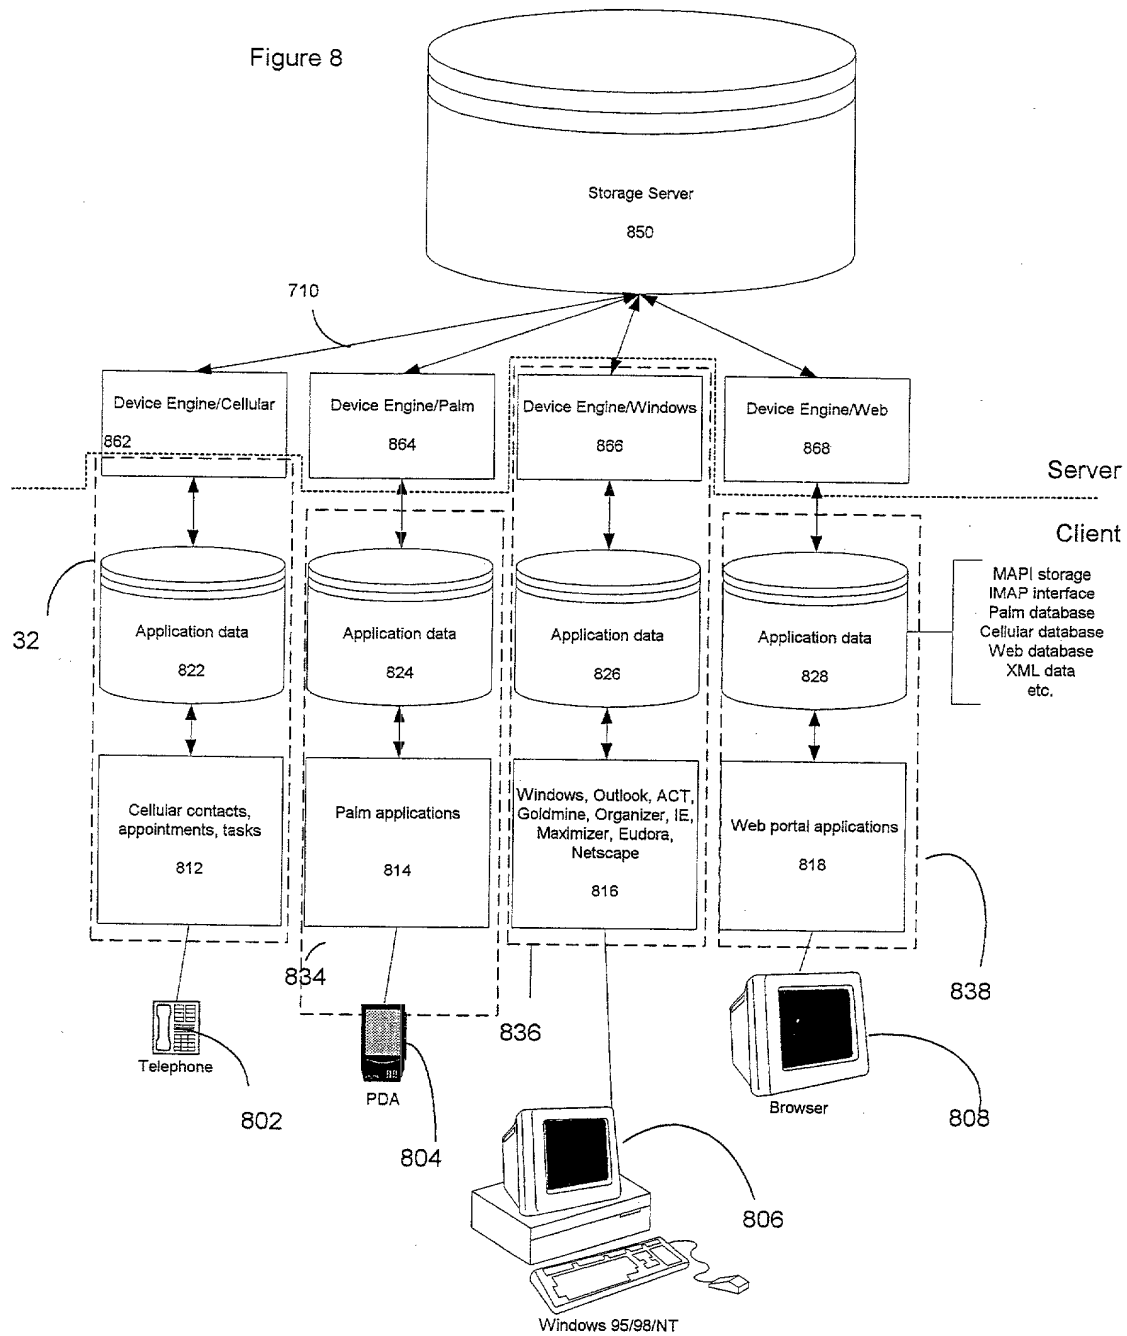 Figure 8
Storage Server
850
710
Device Engine/Cellular
862
Device Engine/Palm
864
Device Engine/Windows
866
Device Engine/Web
868
Server
Client
32
Application data
822
Application data
824
Application data
826
Application data
828
MAPI storage
IMAP interface
Palm database
Cellular database
Web database
XML data
etc.
Cellular contacts,
appointments, tasks
812
Palm applications
814
Windows, Outlook, ACT,
Goldmine, Organizer, IE,
Maximizer, Eudora,
Netscape
816
Web portal applications
818
834
836
838
Telephone
802
PDA
804
Browser
808
806
Windows 95/98/NT